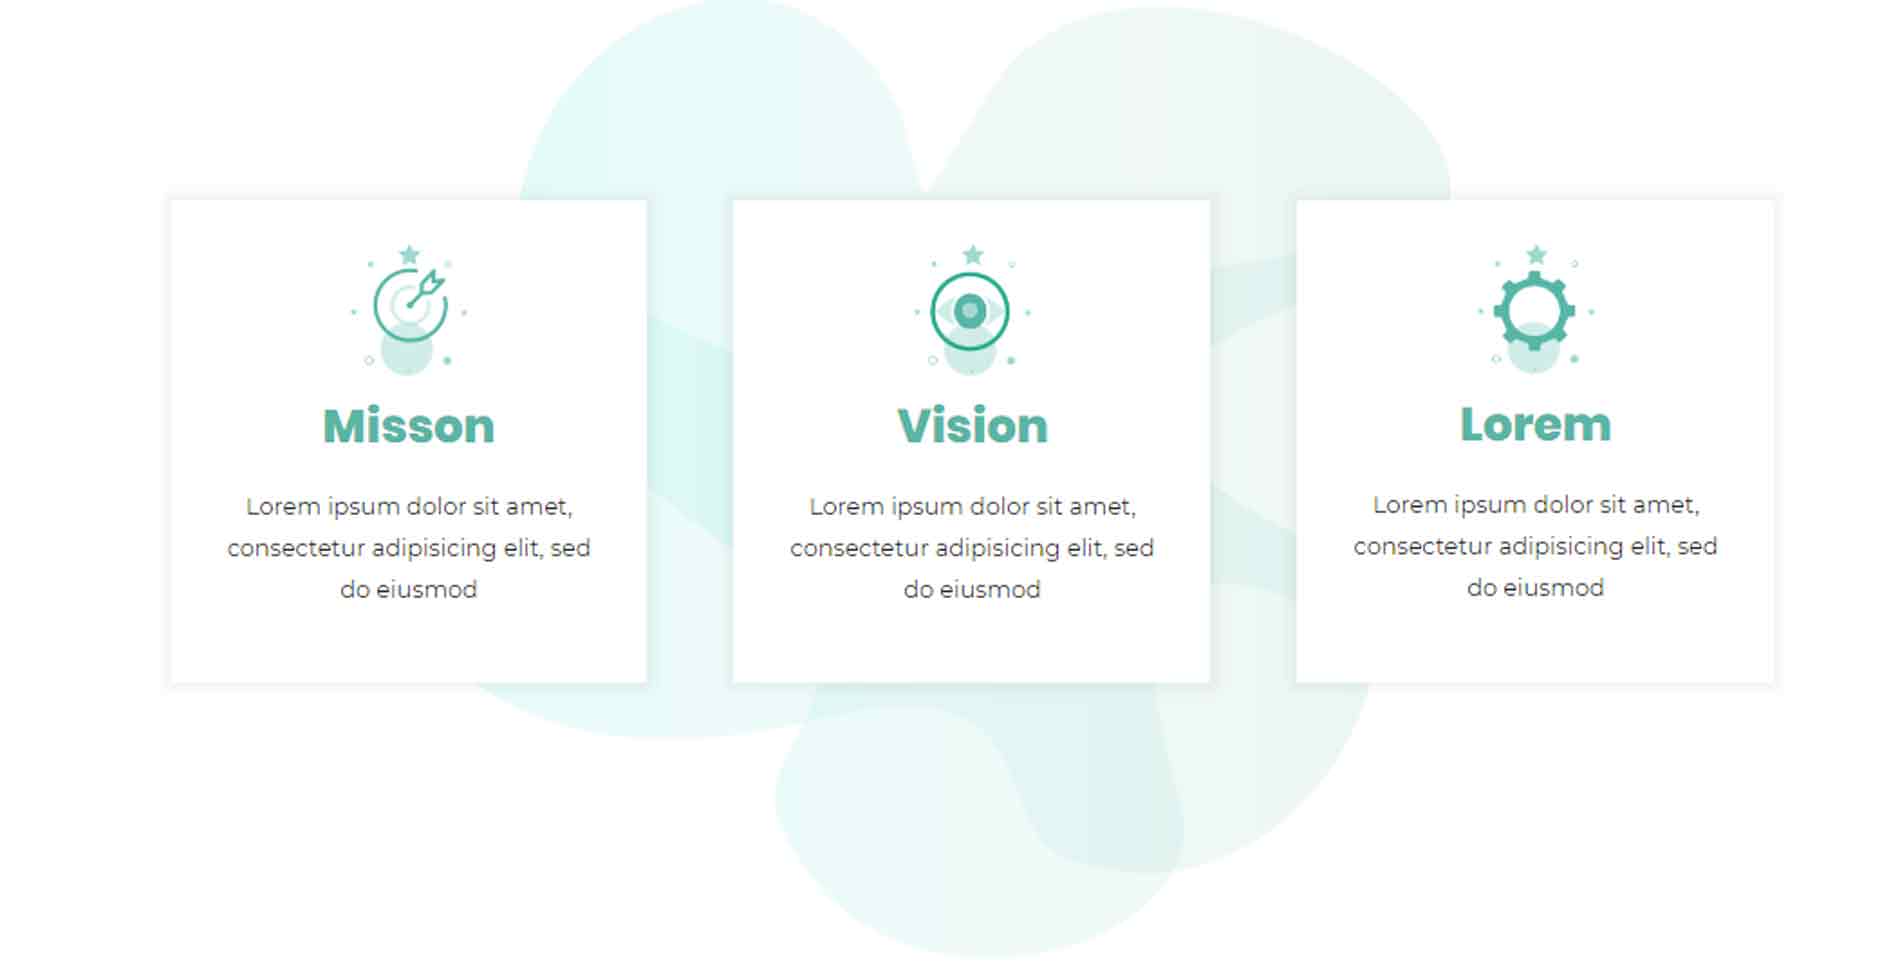 Misson
Lorem ipsum dolor sit amet,
consectetur adipisicing elit, sed
do eiusmod
Vision
Lorem ipsum dolor sit amet,
consectetur adipisicing elit, sed
do eiusmod
Lorem
Lorem ipsum dolor sit amet,
consectetur adipisicing elit, sed
do eiusmod